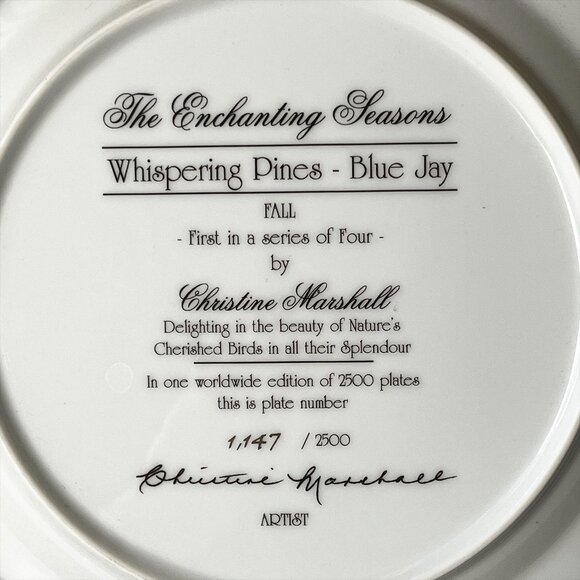 The Enchanting Seasons
Whispering Pines - Blue Jay
FALL
- First in a series of Four -
by
Christine Marshall
Delighting in the beauty of Nature's
Cherished Birds in all their Splendour
In one worldwide edition of 2500 plates
this is plate number
1,147 / 2500
Christine Marshall
ARTIST